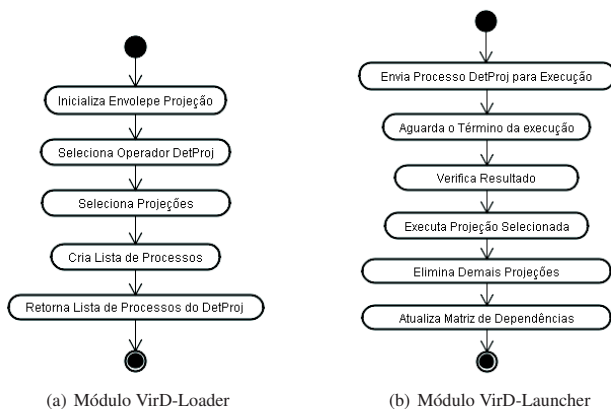 Inicializa Envolepe Projeção
Seleciona Operador DetProj
Seleciona Projeções
Cria Lista de Processos
Retorna Lista de Processos do DetProj
(a) Módulo VirD-Loader
Envia Processo DetProj para Execução
Aguarda o Término da execução
Verifica Resultado
Executa Projeção Selecionada
Elimina Demais Projeções
Atualiza Matriz de Dependências
(b) Módulo VirD-Launcher